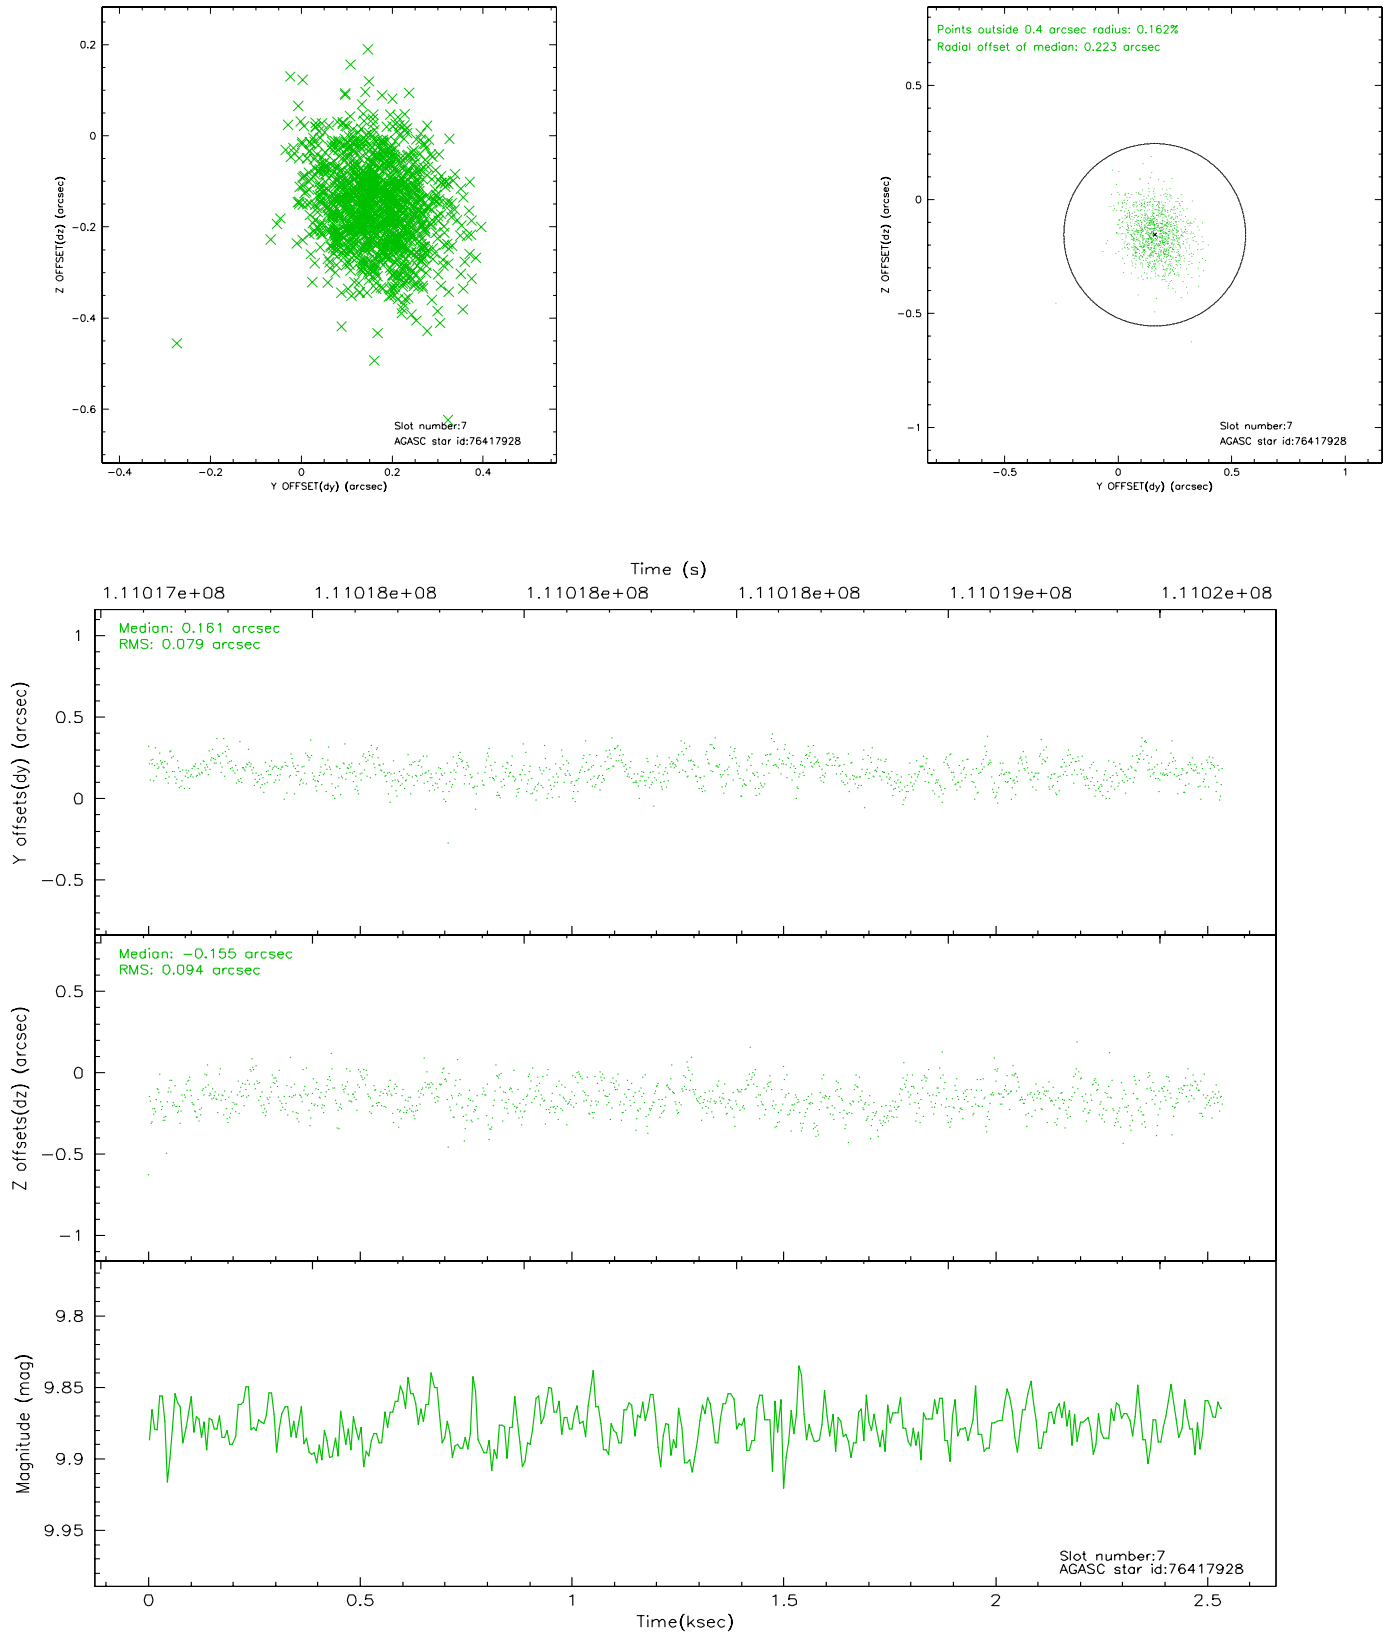 0.2
0
−0.2
−0.4
−0.6
Z OFFSET(dz) (arcsec)
Slot number:7
AGASC star id:76417928
−0.4
−0.2
0
0.2
0.4
Y OFFSET(dy) (arcsec)
Points outside 0.4 arcsec radius: 0.162%
Radial offset of median: 0.223 arcsec
0.5
0
−0.5
−1
Z OFFSET(dz) (arcsec)
Slot number:7
AGASC star id:76417928
−0.5
0
0.5
1
Y OFFSET(dy) (arcsec)
Time (s)
1.11017e+08
1.11018e+08
1.11018e+08
1.11018e+08
1.11019e+08
1.1102e+08
Median: 0.161 arcsec
RMS: 0.079 arcsec
1
0.5
0
−0.5
Y offsets(dy) (arcsec)
Median: −0.155 arcsec
RMS: 0.094 arcsec
0.5
0
−0.5
−1
Z offsets(dz) (arcsec)
9.8
9.85
9.9
9.95
Magnitude (mag)
Slot number:7
AGASC star id:76417928
0
0.5
1
1.5
2
2.5
Time(ksec)